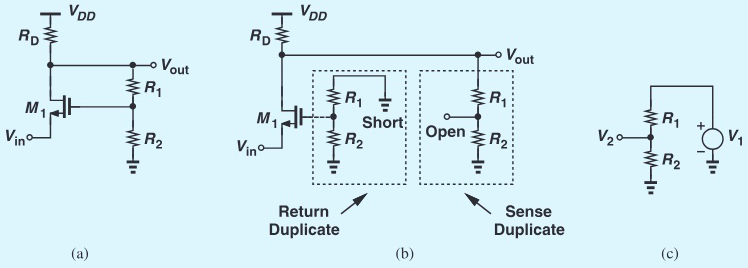 V_DD
R_D
V_out
R_1
M_1
R_2
V_in
(a)
V_DD
R_D
V_out
R_1
R_1
M_1
Short
Open
R_2
R_2
V_in
Return
Duplicate
Sense
Duplicate
(b)
R_1
V_2
+
V_1
−
R_2
(c)